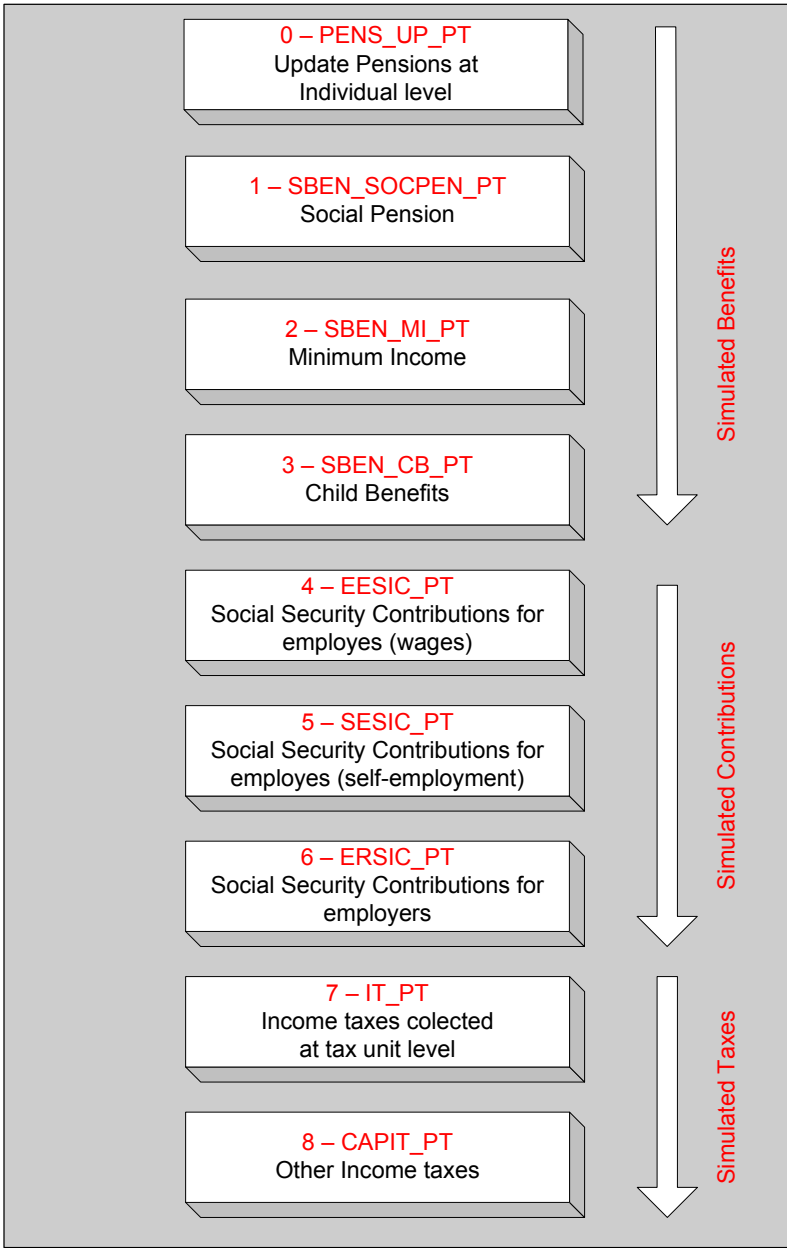 0 – PENS_UP_PT
Update Pensions at
Individual level
1 – SBEN_SOCPEN_PT
Social Pension
2 – SBEN_MI_PT
Minimum Income
3 – SBEN_CB_PT
Child Benefits
Simulated Benefits
4 – EESIC_PT
Social Security Contributions for
employes (wages)
5 – SESIC_PT
Social Security Contributions for
employes (self-employment)
6 – ERSIC_PT
Social Security Contributions for
employers
Simulated Contributions
7 – IT_PT
Income taxes colected
at tax unit level
8 – CAPIT_PT
Other Income taxes
Simulated Taxes